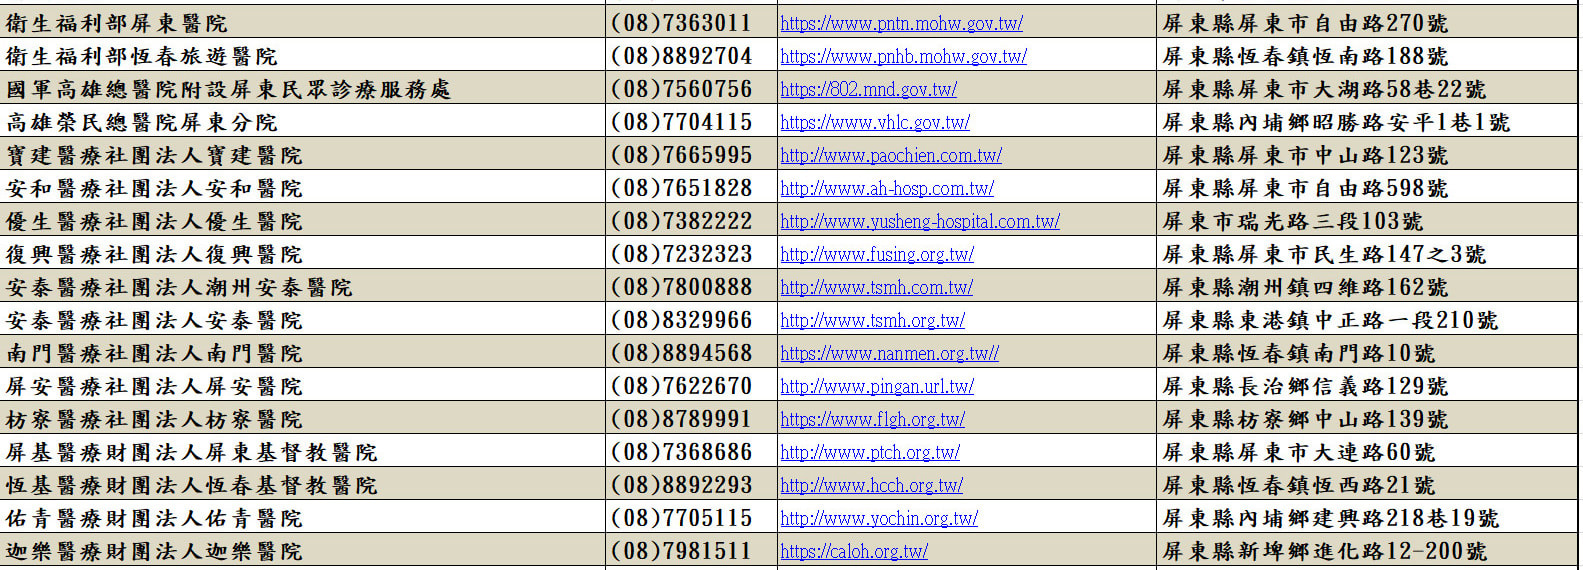 衛生福利部屏東醫院 (08)7363011 https://www.pntn.mohw.gov.tw/ 屏東縣屏東市自由路270號
衛生福利部恆春旅遊醫院 (08)8892704 https://www.pnhb.mohw.gov.tw/ 屏東縣恆春鎮恆南路188號
國軍高雄總醫院附設屏東民眾診療服務處 (08)7560756 https://802.mnd.gov.tw/ 屏東縣屏東市大湖路58巷22號
高雄榮民總醫院屏東分院 (08)7704115 https://www.vhlc.gov.tw/ 屏東縣內埔鄉昭勝路安平1巷1號
寶建醫療社團法人寶建醫院 (08)7665995 http://www.paochien.com.tw/ 屏東縣屏東市中山路123號
安和醫療社團法人安和醫院 (08)7651828 http://www.ah-hosp.com.tw/ 屏東縣屏東市自由路598號
優生醫療社團法人優生醫院 (08)7382222 http://www.yusheng-hospital.com.tw/ 屏東市瑞光路三段103號
復興醫療社團法人復興醫院 (08)7232323 http://www.fusing.org.tw/ 屏東縣屏東市民生路147之3號
安泰醫療社團法人潮州安泰醫院 (08)7800888 http://www.tsmh.com.tw/ 屏東縣潮州鎮四維路162號
安泰醫療社團法人安泰醫院 (08)8329966 http://www.tsmh.org.tw/ 屏東縣東港鎮中正路一段210號
南門醫療社團法人南門醫院 (08)8894568 https://www.nanmen.org.tw// 屏東縣恆春鎮南門路10號
屏安醫療社團法人屏安醫院 (08)7622670 http://www.pingan.url.tw/ 屏東縣長治鄉信義路129號
枋寮醫療社團法人枋寮醫院 (08)8789991 https://www.flgh.org.tw/ 屏東縣枋寮鄉中山路139號
屏基醫療財團法人屏東基督教醫院 (08)7368686 http://www.ptch.org.tw/ 屏東縣屏東市大連路60號
恆基醫療財團法人恆春基督教醫院 (08)8892293 http://www.hcch.org.tw/ 屏東縣恆春鎮恆西路21號
佑青醫療財團法人佑青醫院 (08)7705115 http://www.yochin.org.tw/ 屏東縣內埔鄉建興路218巷19號
迦樂醫療財團法人迦樂醫院 (08)7981511 https://caloh.org.tw/ 屏東縣新埤鄉進化路12-200號